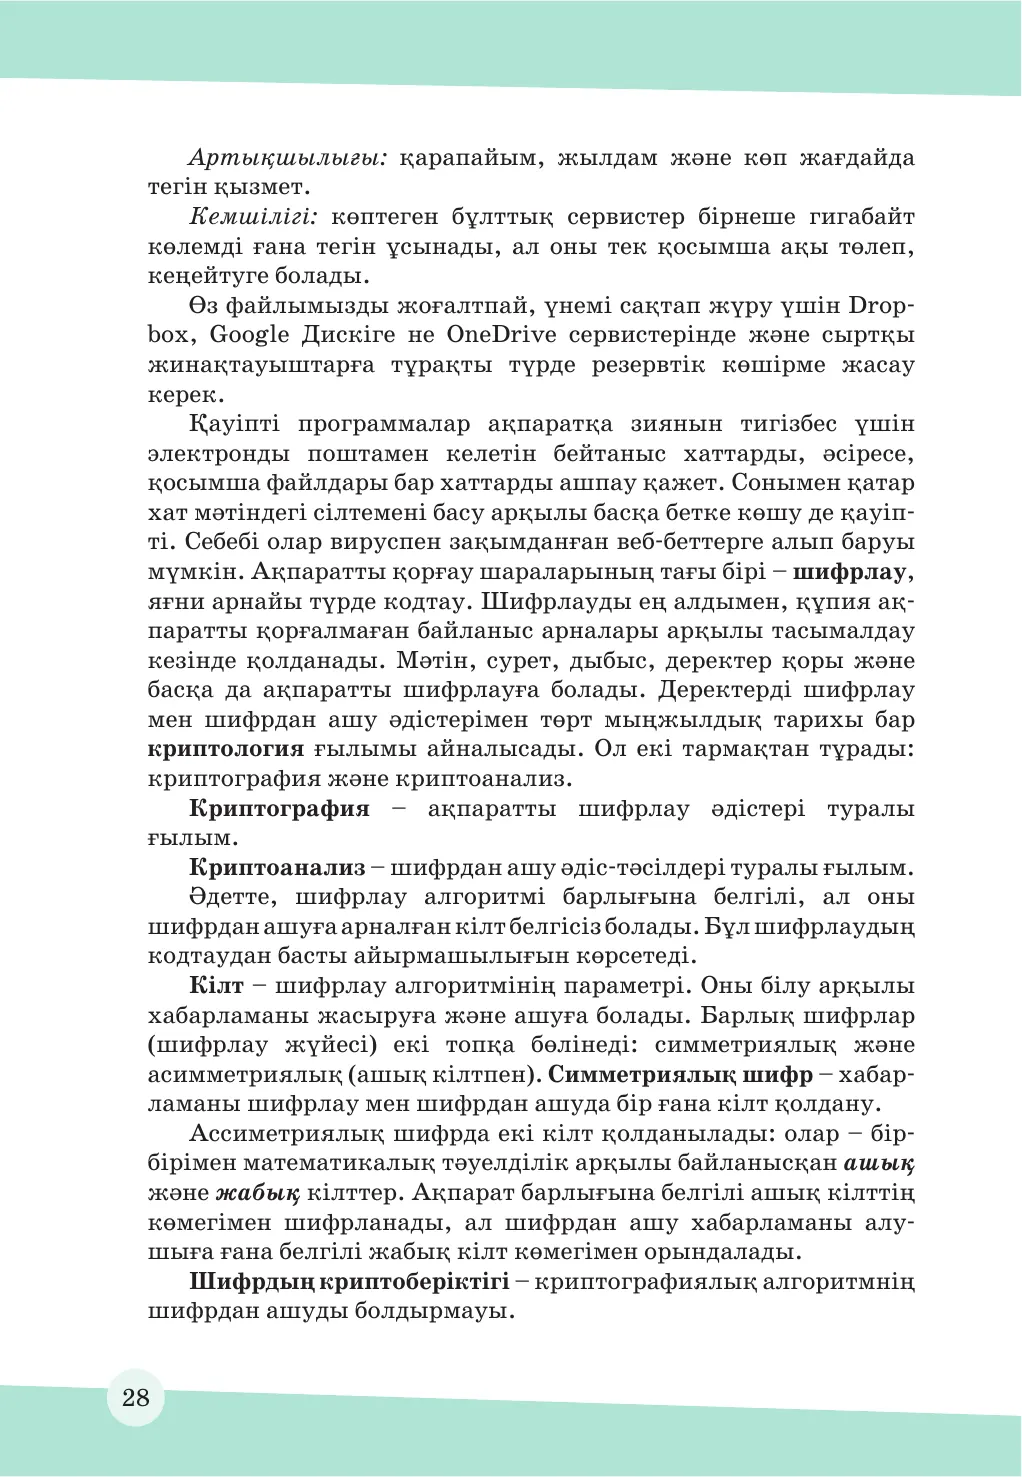 Артықшылығы: қарапайым, жылдам және көп жағдайда
тегін қызмет.
Кемшілігі: көптеген бұлттық сервистер бірнеше гигабайт
көлемді ғана тегін ұсынады, ал оны тек қосымша ақы төлеп,
кеңейтуге болады.
Өз файлымызды жоғалтпай, үнемі сақтап жүру үшін Drop-
box, Google Дискіге не OneDrive сервистерінде және сыртқы
жинақтауыштарға тұрақты түрде резервтік көшірме жасау
керек.
Қауіпті программалар ақпаратқа зиянын тигізбес үшін
электронды поштамен келетін бейтаныс хаттарды, әсіресе,
қосымша файлдары бар хаттарды ашпау қажет. Сонымен қатар
хат мәтіндегі сілтемені басу арқылы басқа бетке көшу де қауіп-
ті. Себебі олар вируспен зақымданған веб-беттерге алып баруы
мүмкін. Ақпаратты қорғау шараларының тағы бірі – шифрлау,
яғни арнайы түрде кодтау. Шифрлауды ең алдымен, құпия ақ-
паратты қорғалмаған байланыс арналары арқылы тасымалдау
кезінде қолданады. Мәтін, сурет, дыбыс, деректер қоры және
басқа да ақпаратты шифрлауға болады. Деректерді шифрлау
мен шифрдан ашу әдістерімен төрт мыңжылдық тарихы бар
криптология ғылымы айналысады. Ол екі тармақтан тұрады:
криптография және криптоанализ.
Криптография – ақпаратты шифрлау әдістері туралы
ғылым.
Криптоанализ – шифрдан ашу әдіс-тәсілдері туралы ғылым.
Әдетте, шифрлау алгоритмі барлығына белгілі, ал оны
шифрдан ашуға арналған кілт белгісіз болады. Бұл шифрлаудың
кодтаудан басты айырмашылығын көрсетеді.
Кілт – шифрлау алгоритмінің параметрі. Оны білу арқылы
хабарламаны жасыруға және ашуға болады. Барлық шифрлар
(шифрлау жүйесі) екі топқа бөлінеді: симметриялық және
асимметриялық (ашық кілтпен). Симметриялық шифр – хабар-
ламаны шифрлау мен шифрдан ашуда бір ғана кілт қолдану.
Ассиметриялық шифрда екі кілт қолданылады: олар – бір-
бірімен математикалық тәуелділік арқылы байланысқан ашық
және жабық кілттер. Ақпарат барлығына белгілі ашық кілттің
көмегімен шифрланады, ал шифрдан ашу хабарламаны алу-
шыға ғана белгілі жабық кілт көмегімен орындалады.
Шифрдың криптоберіктігі – криптографиялық алгоритмнің
шифрдан ашуды болдырмауы.
28